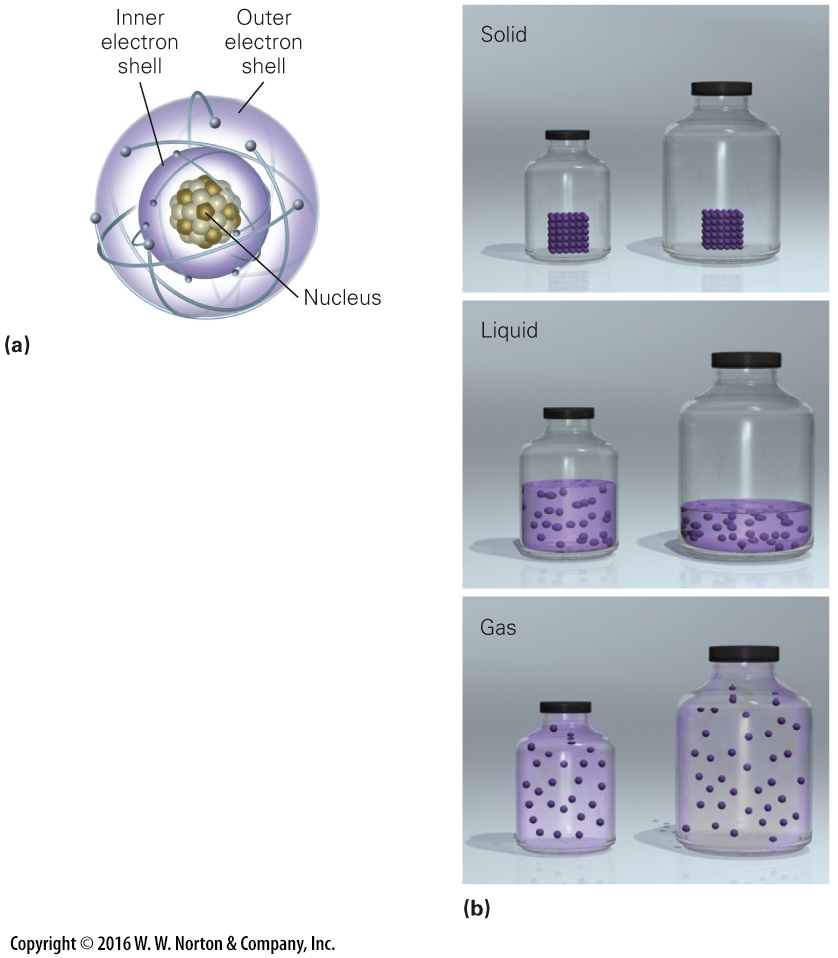 Inner
electron
shell
Outer
electron
shell
Nucleus
(a)
Solid
Liquid
Gas
(b)
Copyright © 2016 W. W. Norton & Company, Inc.